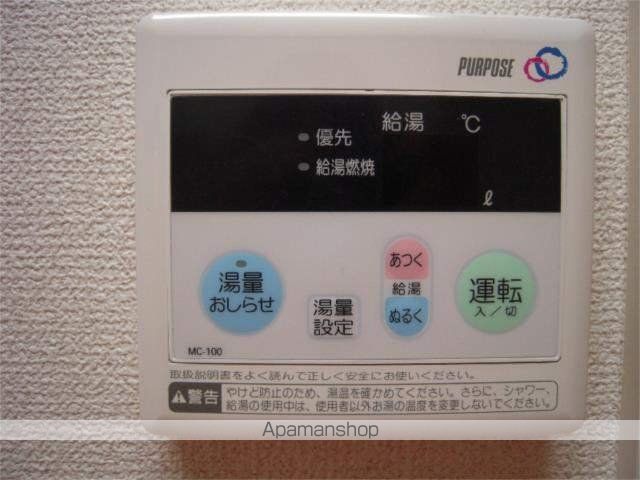 PURPOSE
給湯 ℃
優先
給湯燃焼
ℓ
湯量
おしらせ
湯量
設定
あつく
給湯
ぬるく
運転
入/切
MC-100
取扱説明書をよく読んで正しく安全にお使いください。
警告
やけど防止のため、湯温を確かめてください。さらに、シャワー、
給湯の使用中は、使用者以外お湯の温度を変更しないでください。
Apamanshop